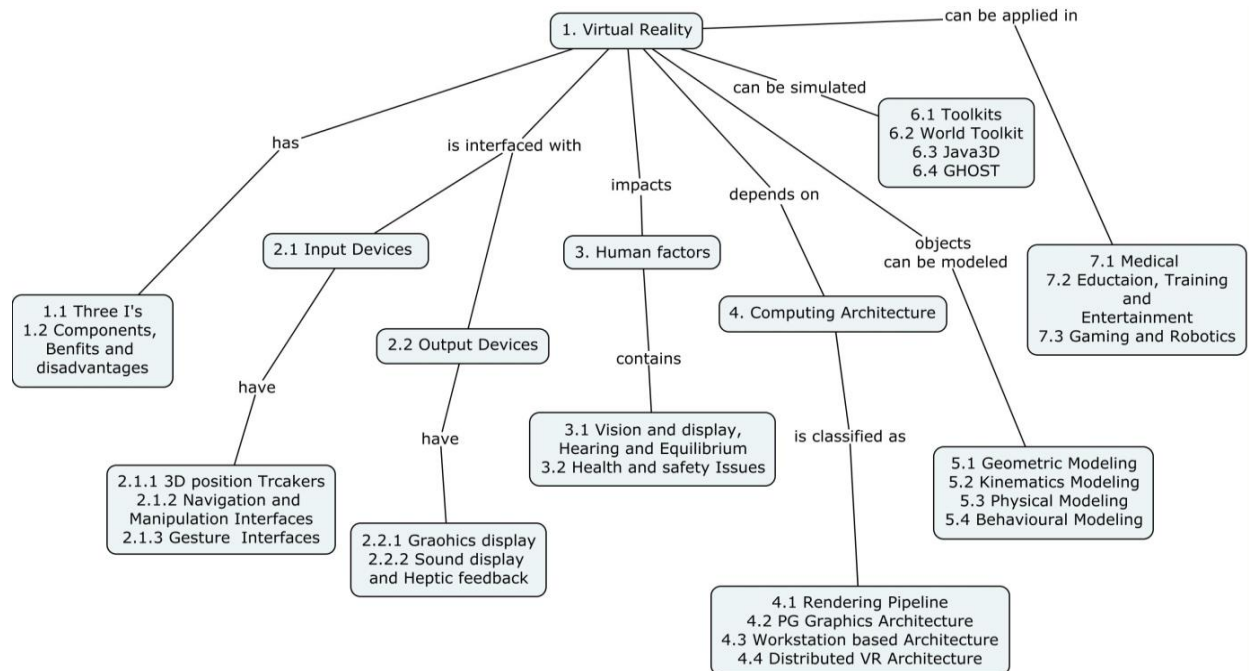 1. Virtual Reality
can be applied in
can be simulated
6.1 Toolkits
6.2 World Toolkit
6.3 Java3D
6.4 GHOST
has
is interfaced with
impacts
depends on
objects
can be modeled
2.1 Input Devices
3. Human factors
7.1 Medical
7.2 Eductaion, Training
and
Entertainment
7.3 Gaming and Robotics
1.1 Three I's
1.2 Components,
Benfits and
disadvantages
2.2 Output Devices
4. Computing Architecture
have
contains
have
is classified as
3.1 Vision and display,
Hearing and Equilibrium
3.2 Health and safety Issues
2.1.1 3D position Trcakers
2.1.2 Navigation and
Manipulation Interfaces
2.1.3 Gesture Interfaces
5.1 Geometric Modeling
5.2 Kinematics Modeling
5.3 Physical Modeling
5.4 Behavioural Modeling
2.2.1 Graohics display
2.2.2 Sound display
and Heptic feedback
4.1 Rendering Pipeline
4.2 PG Graphics Architecture
4.3 Workstation based Architecture
4.4 Distributed VR Architecture